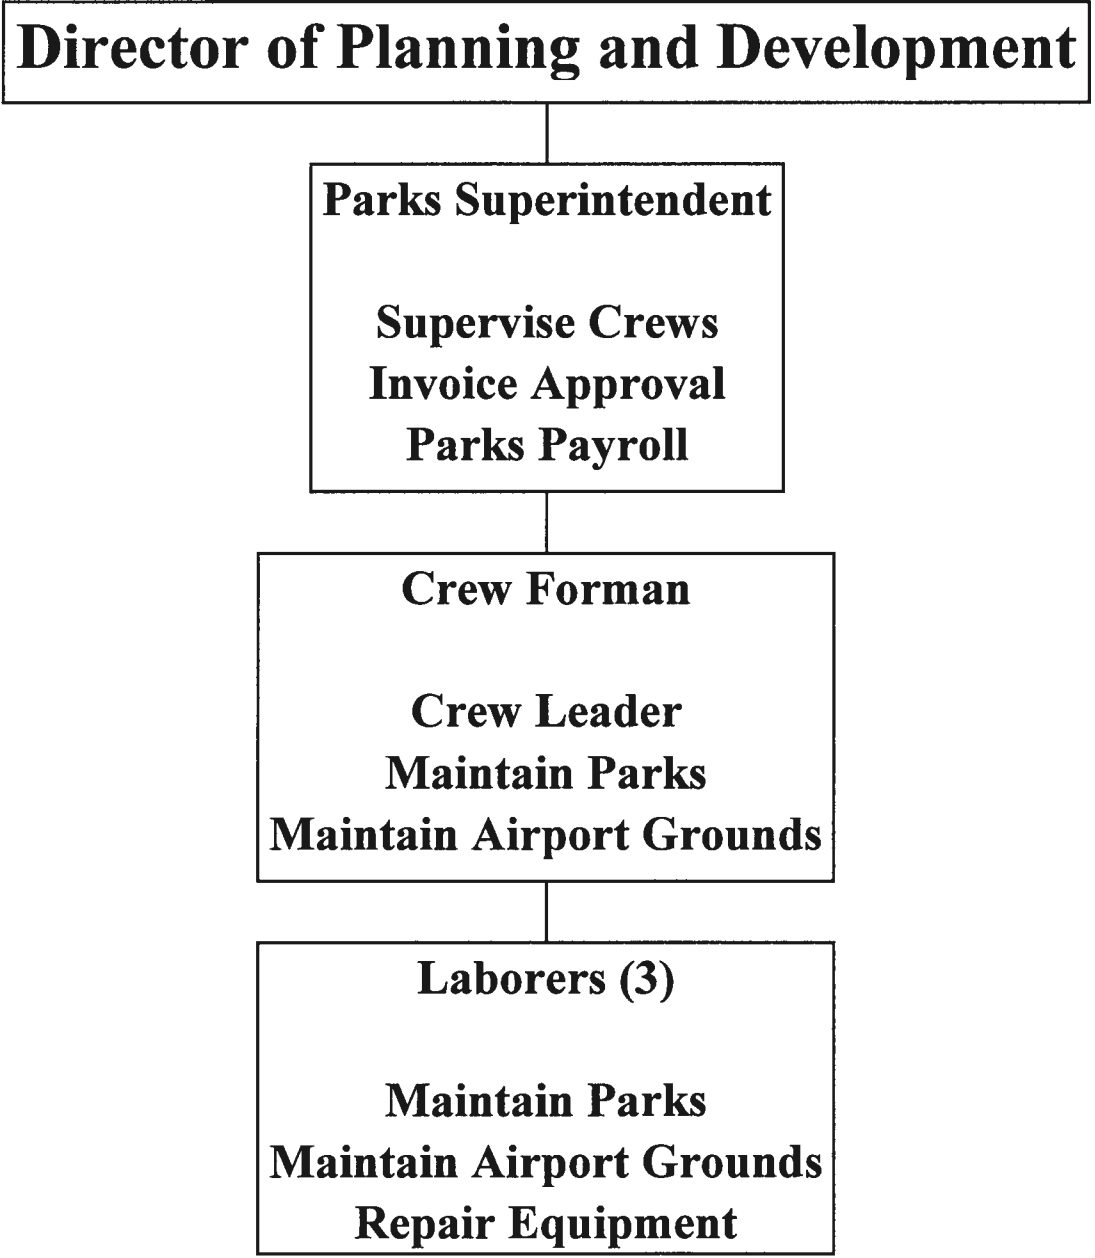 Director of Planning and Development
Parks Superintendent
Supervise Crews
Invoice Approval
Parks Payroll
Crew Forman
Crew Leader
Maintain Parks
Maintain Airport Grounds
Laborers (3)
Maintain Parks
Maintain Airport Grounds
Repair Equipment